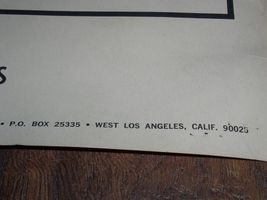 S
• P.O. BOX 25335 • WEST LOS ANGELES, CALIF. 90025